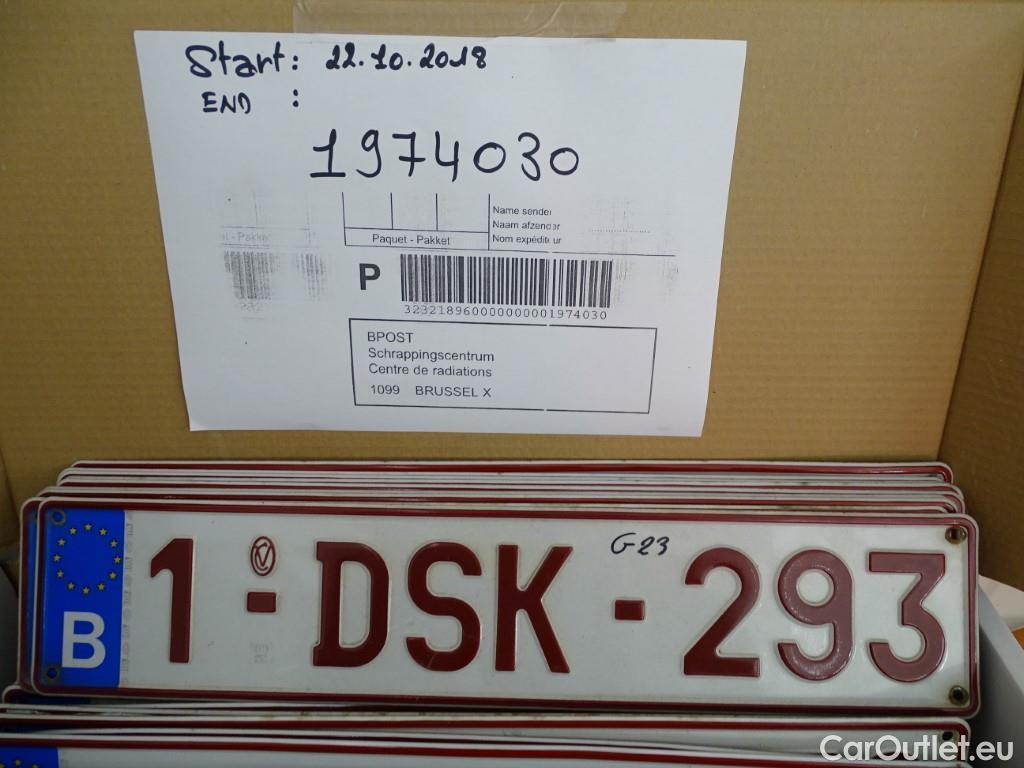 Start: 22.10.2018
END :
1974030
Name sender
Naam afzender
Nom expéditeur
Paquet - Pakket
P
3232189600000000001974030
BPOST
Schrappingscentrum
Centre de radiations
1099 BRUSSEL X
G23
1-DSK-293
B
CarOutlet.eu